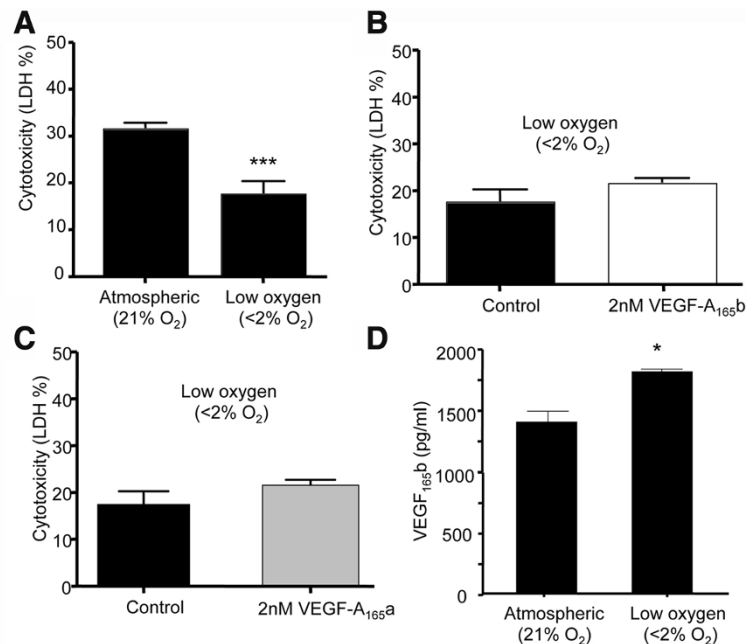 A
Cytotoxicity (LDH %)
50
40
30
20
10
0
***
Atmospheric
(21% O₂)
Low oxygen
(<2% O₂)
B
Cytotoxicity (LDH %)
50
40
30
20
10
0
Low oxygen
(<2% O₂)
Control
2nM VEGF-A₁₆₅b
C
Cytotoxicity (LDH %)
50
40
30
20
10
0
Low oxygen
(<2% O₂)
Control
2nM VEGF-A₁₆₅a
D
VEGF₁₆₅b (pg/ml)
2000
1500
1000
500
0
*
Atmospheric
(21% O₂)
Low oxygen
(<2% O₂)